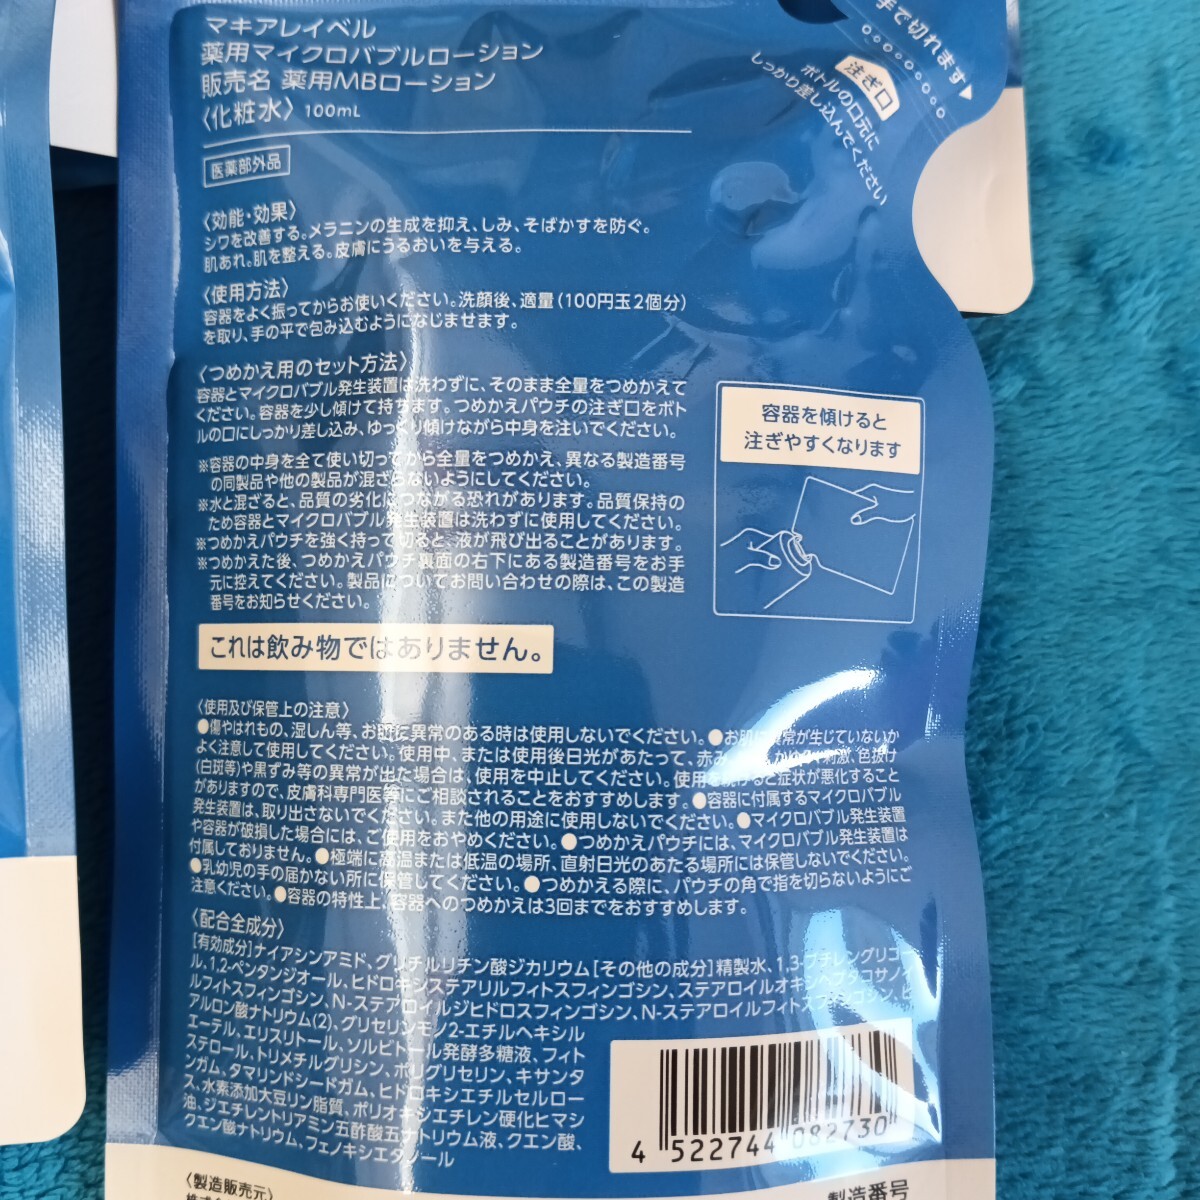 マキアレイベル
薬用マイクロバブルローション
販売名 薬用MBローション
〈化粧水〉 100mL
医薬部外品
手で切れます
注ぎ口
ボトルの口元に
しっかり差し込んでください
〈効能・効果〉
シワを改善する。メラニンの生成を抑え、しみ、そばかすを防ぐ。
肌あれ。肌を整える。皮膚にうるおいを与える。
〈使用方法〉
容器をよく振ってからお使いください。洗顔後、適量(100円玉2個分)
を取り、手の平で包み込むようになじませます。
〈つめかえ用のセット方法〉
容器とマイクロバブル発生装置は洗わずに、そのまま全量をつめかえて
ください。容器を少し傾けて持ちます。つめかえパウチの注ぎ口をボト
ルの口にしっかり差し込み、ゆっくり傾けながら中身を注いでください。
※容器の中身を全て使い切ってから全量をつめかえ、異なる製造番号
の同製品や他の製品が混ざらないようにしてください。
※水と混ざると、品質の劣化につながる恐れがあります。品質保持の
ため容器とマイクロバブル発生装置は洗わずに使用してください。
※つめかえパウチを強く持って切ると、液が飛び出ることがあります。
※つめかえた後、つめかえパウチ裏面の右下にある製造番号をお手
元に控えてください。製品についてお問い合わせの際は、この製造
番号をお知らせください。
容器を傾けると
注ぎやすくなります
これは飲み物ではありません。
〈使用及び保管上の注意〉
●傷やはれもの、湿しん等、お肌に異常のある時は使用しないでください。●お肌に異常が生じていないか
よく注意して使用してください。使用中、または使用後日光があたって、赤み、かゆみ、刺激、色抜け
(白斑等)や黒ずみ等の異常が出た場合は、使用を中止してください。使用を続けると症状が悪化すること
がありますので、皮膚科専門医等にご相談されることをおすすめします。●容器に付属するマイクロバブル
発生装置は、取り出さないでください。また他の用途に使用しないでください。●マイクロバブル発生装置
や容器が破損した場合には、ご使用をおやめください。●つめかえパウチには、マイクロバブル発生装置は
付属しておりません。●極端に高温または低温の場所、直射日光のあたる場所には保管しないでください。
●乳幼児の手の届かない所に保管してください。●つめかえる際に、パウチの角で指を切らないようにご
注意ください。●容器の特性上、容器へのつめかえは3回までをおすすめします。
〈配合全成分〉
[有効成分]ナイアシンアミド、グリチルリチン酸ジカリウム[その他の成分]精製水、1,3-ブチレングリコー
ル、1,2-ペンタンジオール、ヒドロキシステアリルフィトスフィンゴシン、ステアロイルオキシヘプタコサノイ
ルフィトスフィンゴシン、N-ステアロイルジヒドロスフィンゴシン、N-ステアロイルフィトスフィンゴシン、ヒ
アルロン酸ナトリウム(2)、グリセリンモノ2-エチルヘキシル
エーテル、エリスリトール、ソルビトール発酵多糖液、フィト
ステロール、トリメチルグリシン、ポリグリセリン、キサンタ
ンガム、タマリンドシードガム、ヒドロキシエチルセルロー
ス、水素添加大豆リン脂質、ポリオキシエチレン硬化ヒマシ
油、ジエチレントリアミン五酢酸五ナトリウム液、クエン酸、
クエン酸ナトリウム、フェノキシエタノール
4 522744 082730
〈製造販売元〉
製造番号